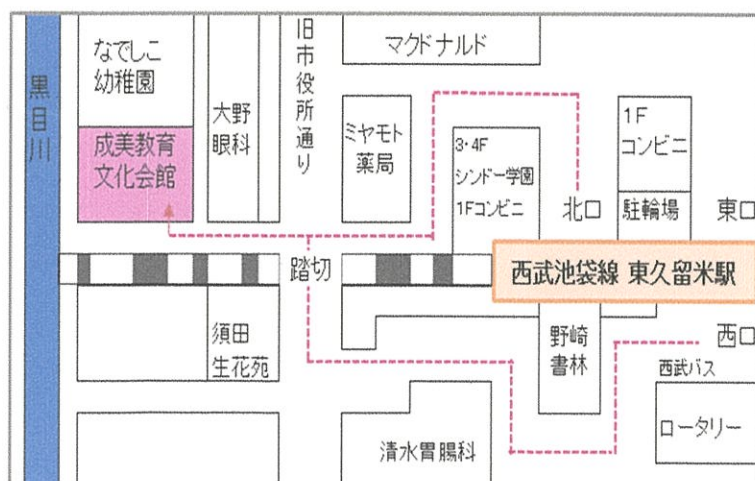 黒目川
なでしこ
幼稚園
成美教育
文化会館
大野
眼科
旧市役所通り
マクドナルド
ミヤモト
薬局
3・4F
シンドー学園
1Fコンビニ
北口
1F
コンビニ
駐輪場
東口
踏切
西武池袋線 東久留米駅
須田
生花苑
野崎
書林
西口
西武バス
ロータリー
清水胃腸科